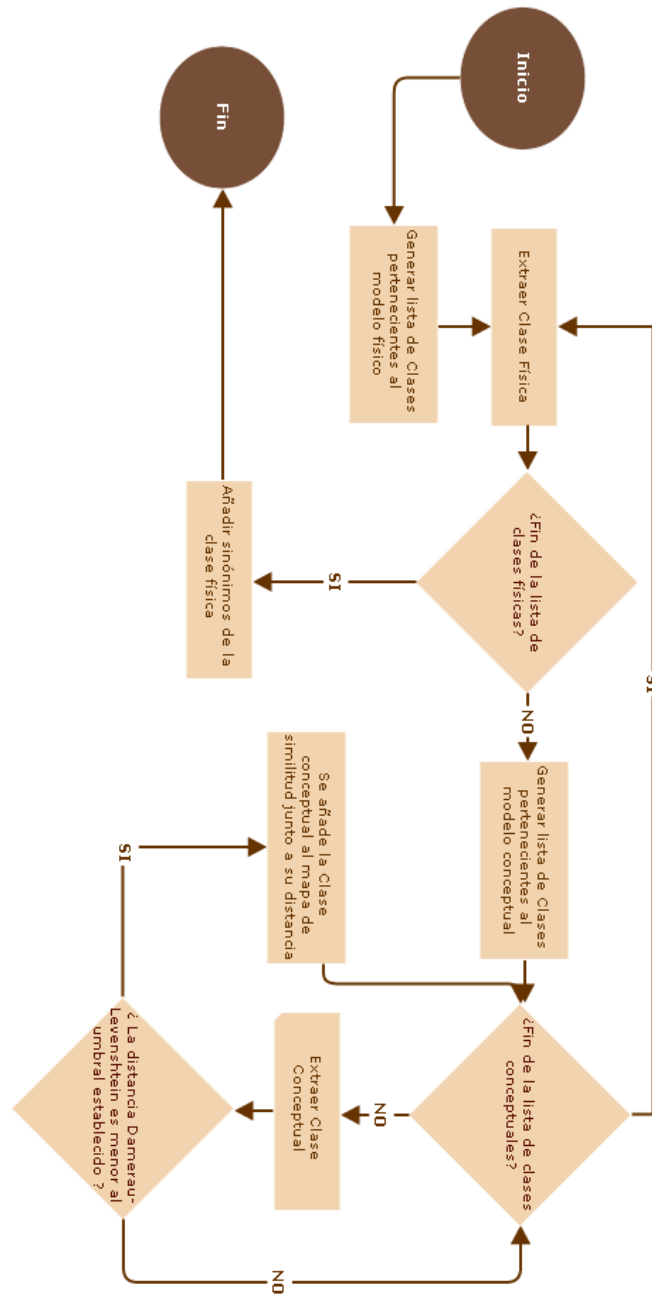 Inicio
Generar lista de Clases
pertenecientes al
modelo físico
Extraer Clase Física
¿Fin de la lista de
clases físicas?
SI
Añadir sinónimos de la
clase física
Fin
NO
Generar lista de Clases
pertenecientes al
modelo conceptual
¿Fin de la lista de clases
conceptuales?
SI
NO
Extraer Clase
Conceptual
¿ La distancia Damerau-
Levenshtein es menor al
umbral establecido ?
SI
Se añade la Clase
conceptual al mapa de
similitud junto a su distancia
NO